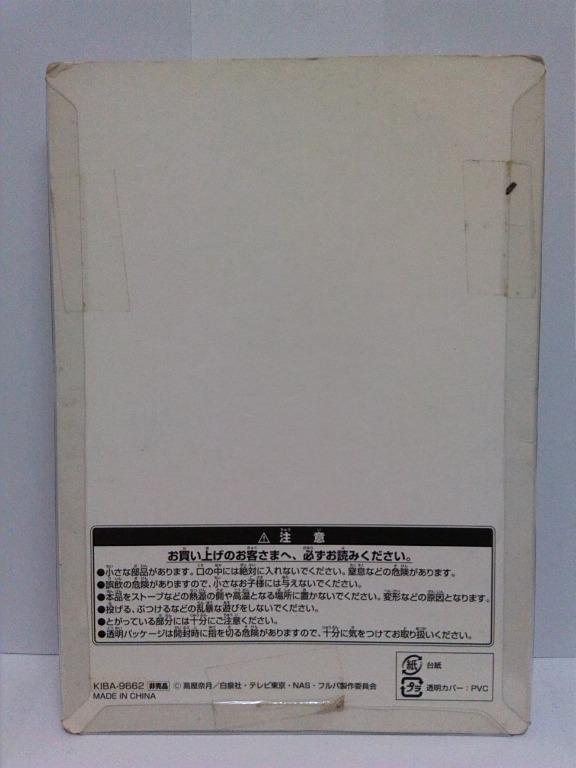 ⚠ 注意
お買い上げのお客さまへ、必ずお読みください。
●小さな部品があります。口の中には絶対に入れないでください。窒息などの危険があります。
●誤飲の危険がありますので、小さなお子様には与えないでください。
●本品をストーブなどの熱源の側や高温となる場所に置かないでください。変形などの原因となります。
●投げる、ぶつけるなどの乱暴な遊びをしないでください。
●とがっている部分には十分にご注意ください。
●透明パッケージは開封時に指を切る危険がありますので、十分に気をつけてお取り扱いください。
KIBA-9662 非売品 © 高屋奈月／白泉社・テレビ東京・NAS・フルバ製作委員会
MADE IN CHINA
紙 台紙
プラ 透明カバー：PVC